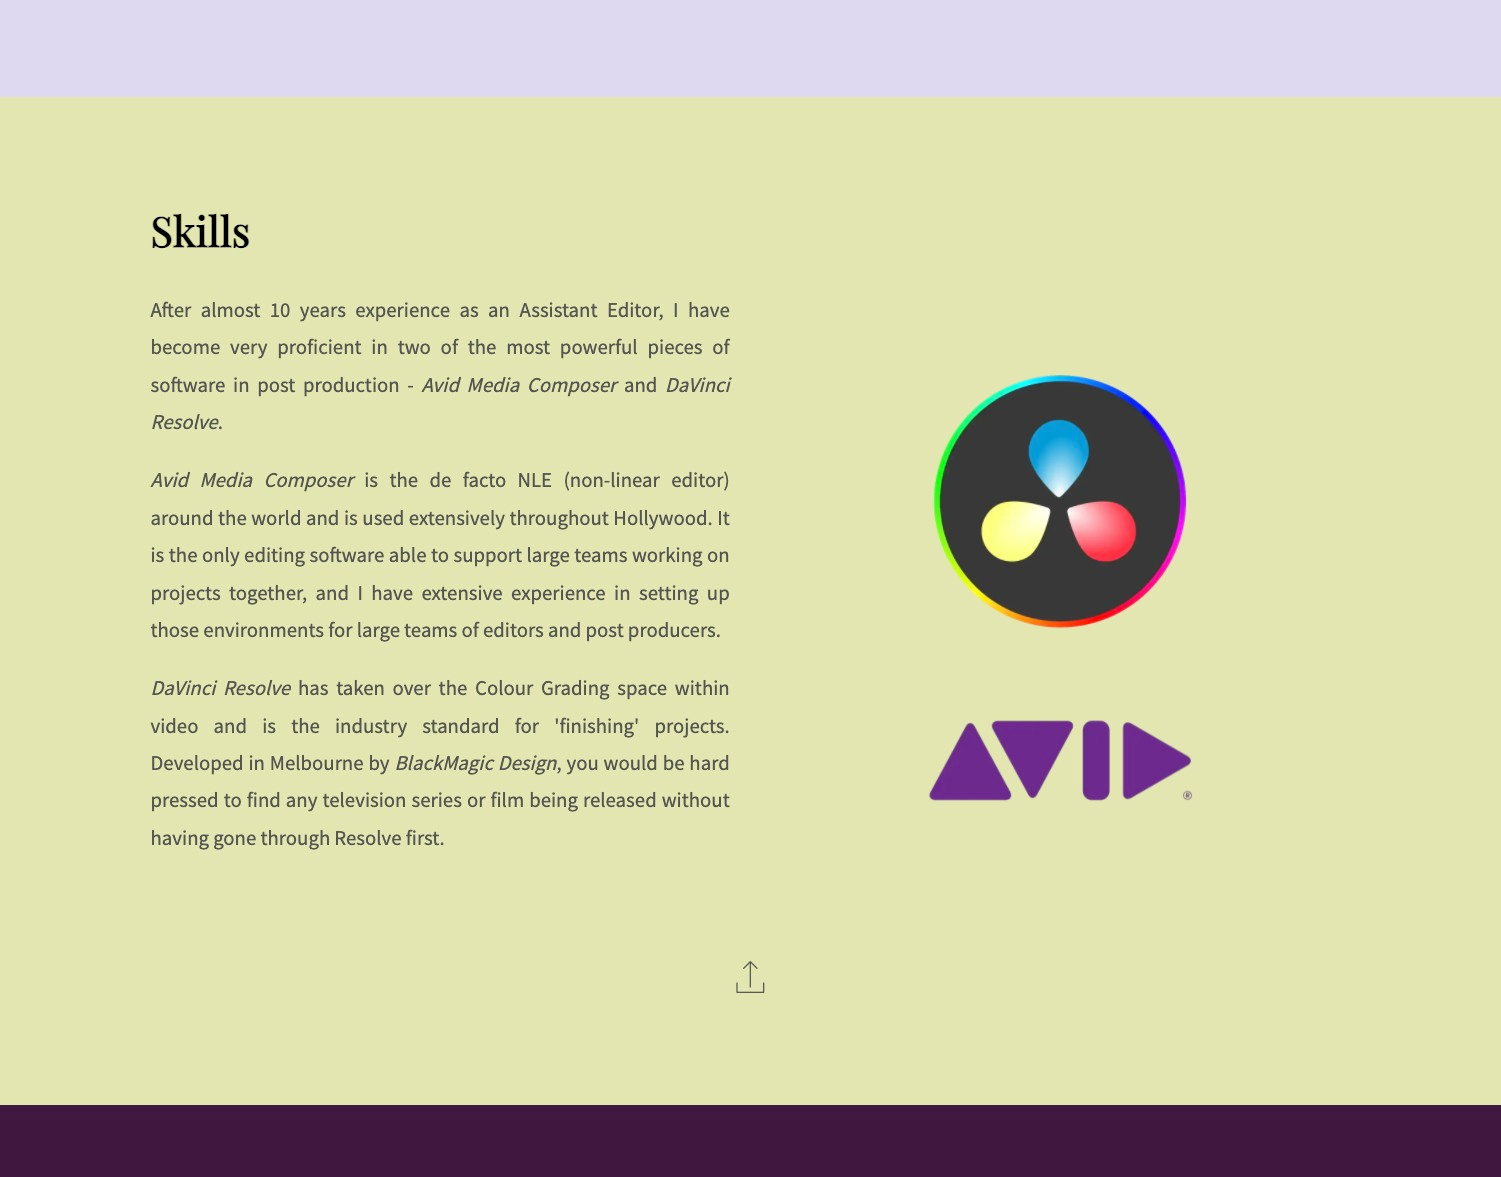 Skills
After almost 10 years experience as an Assistant Editor, I have
become very proficient in two of the most powerful pieces of
software in post production - Avid Media Composer and DaVinci
Resolve.
Avid Media Composer is the de facto NLE (non-linear editor)
around the world and is used extensively throughout Hollywood. It
is the only editing software able to support large teams working on
projects together, and I have extensive experience in setting up
those environments for large teams of editors and post producers.
DaVinci Resolve has taken over the Colour Grading space within
video and is the industry standard for 'finishing' projects.
Developed in Melbourne by BlackMagic Design, you would be hard
pressed to find any television series or film being released without
having gone through Resolve first.
AVID®